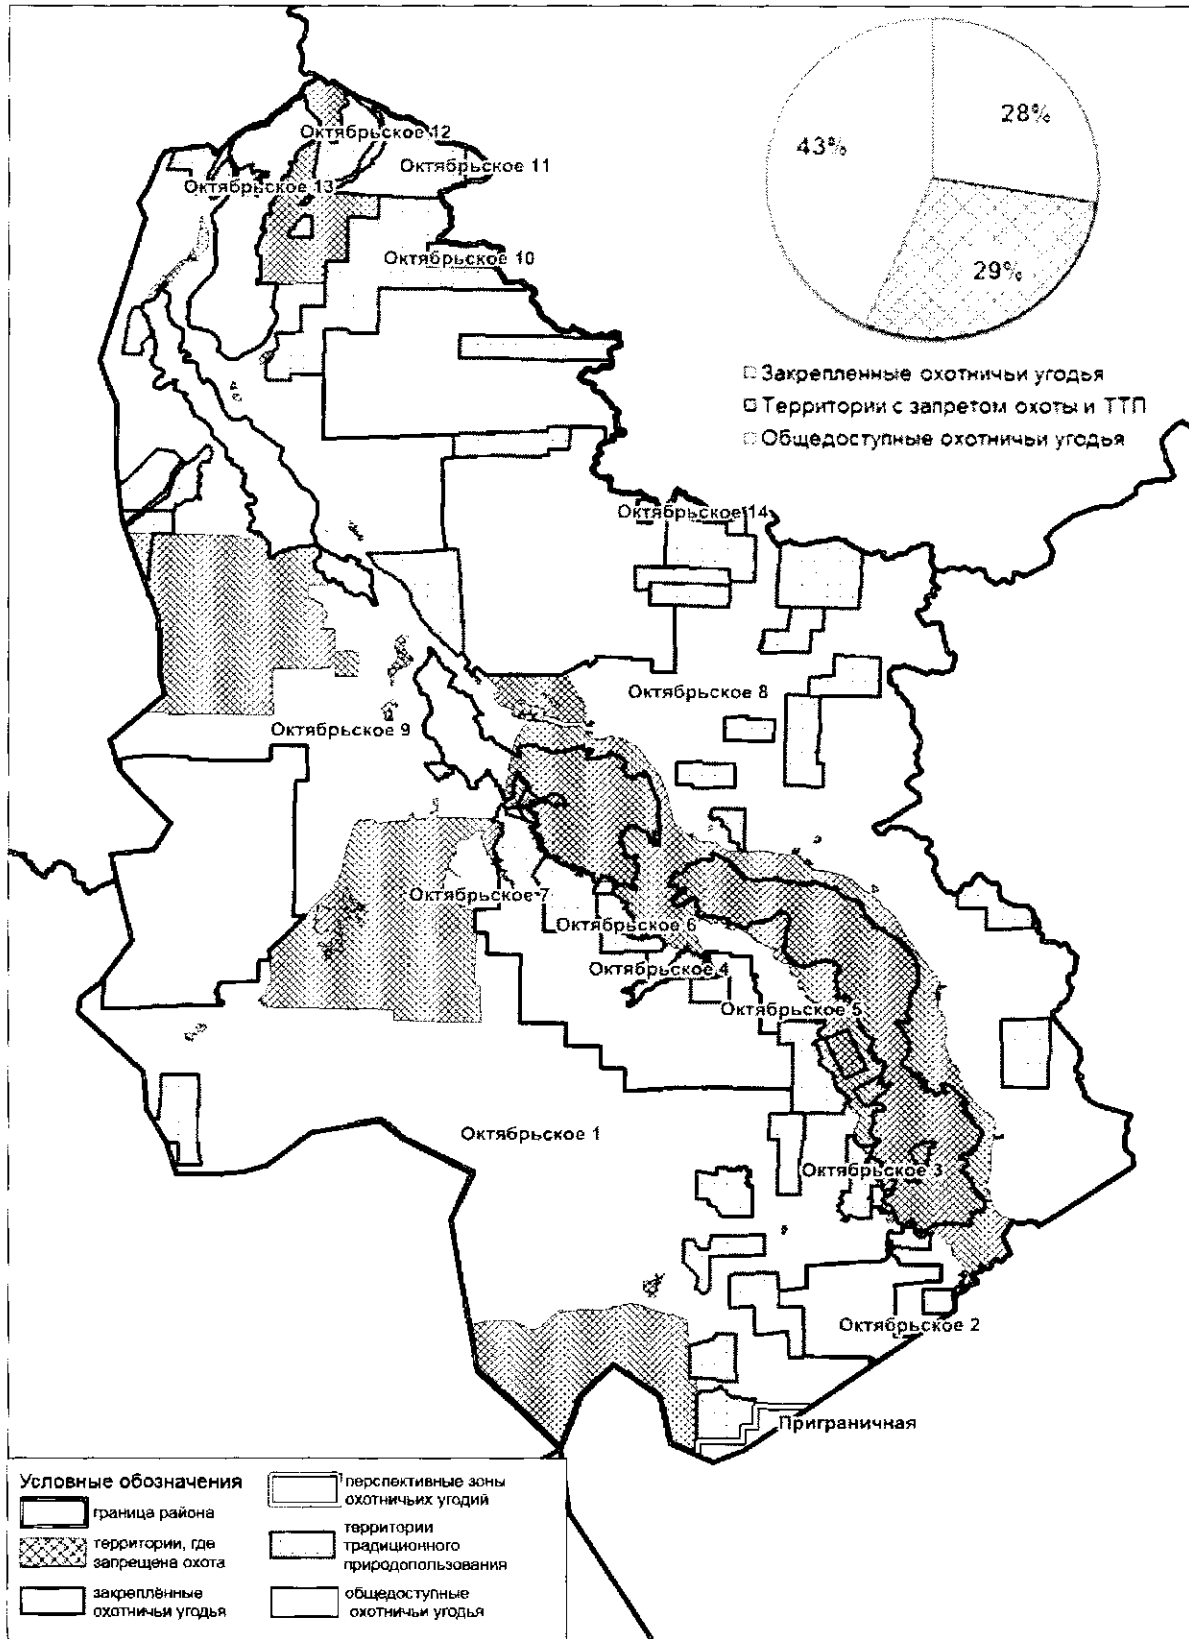 28%
43%
29%
Закрепленные охотничьи угодья
Территории с запретом охоты и ТТП
Общедоступные охотничьи угодья
Октябрьское 12
Октябрьское 11
Октябрьское 13
Октябрьское 10
Октябрьское 14
Октябрьское 8
Октябрьское 9
Октябрьское 7
Октябрьское 6
Октябрьское 4
Октябрьское 5
Октябрьское 1
Октябрьское 3
Октябрьское 2
Приграничная
Условные обозначения
граница района
территории, где
запрещена охота
закреплённые
охотничьи угодья
перспективные зоны
охотничьих угодий
территории
традиционного
природопользования
общедоступные
охотничьи угодья